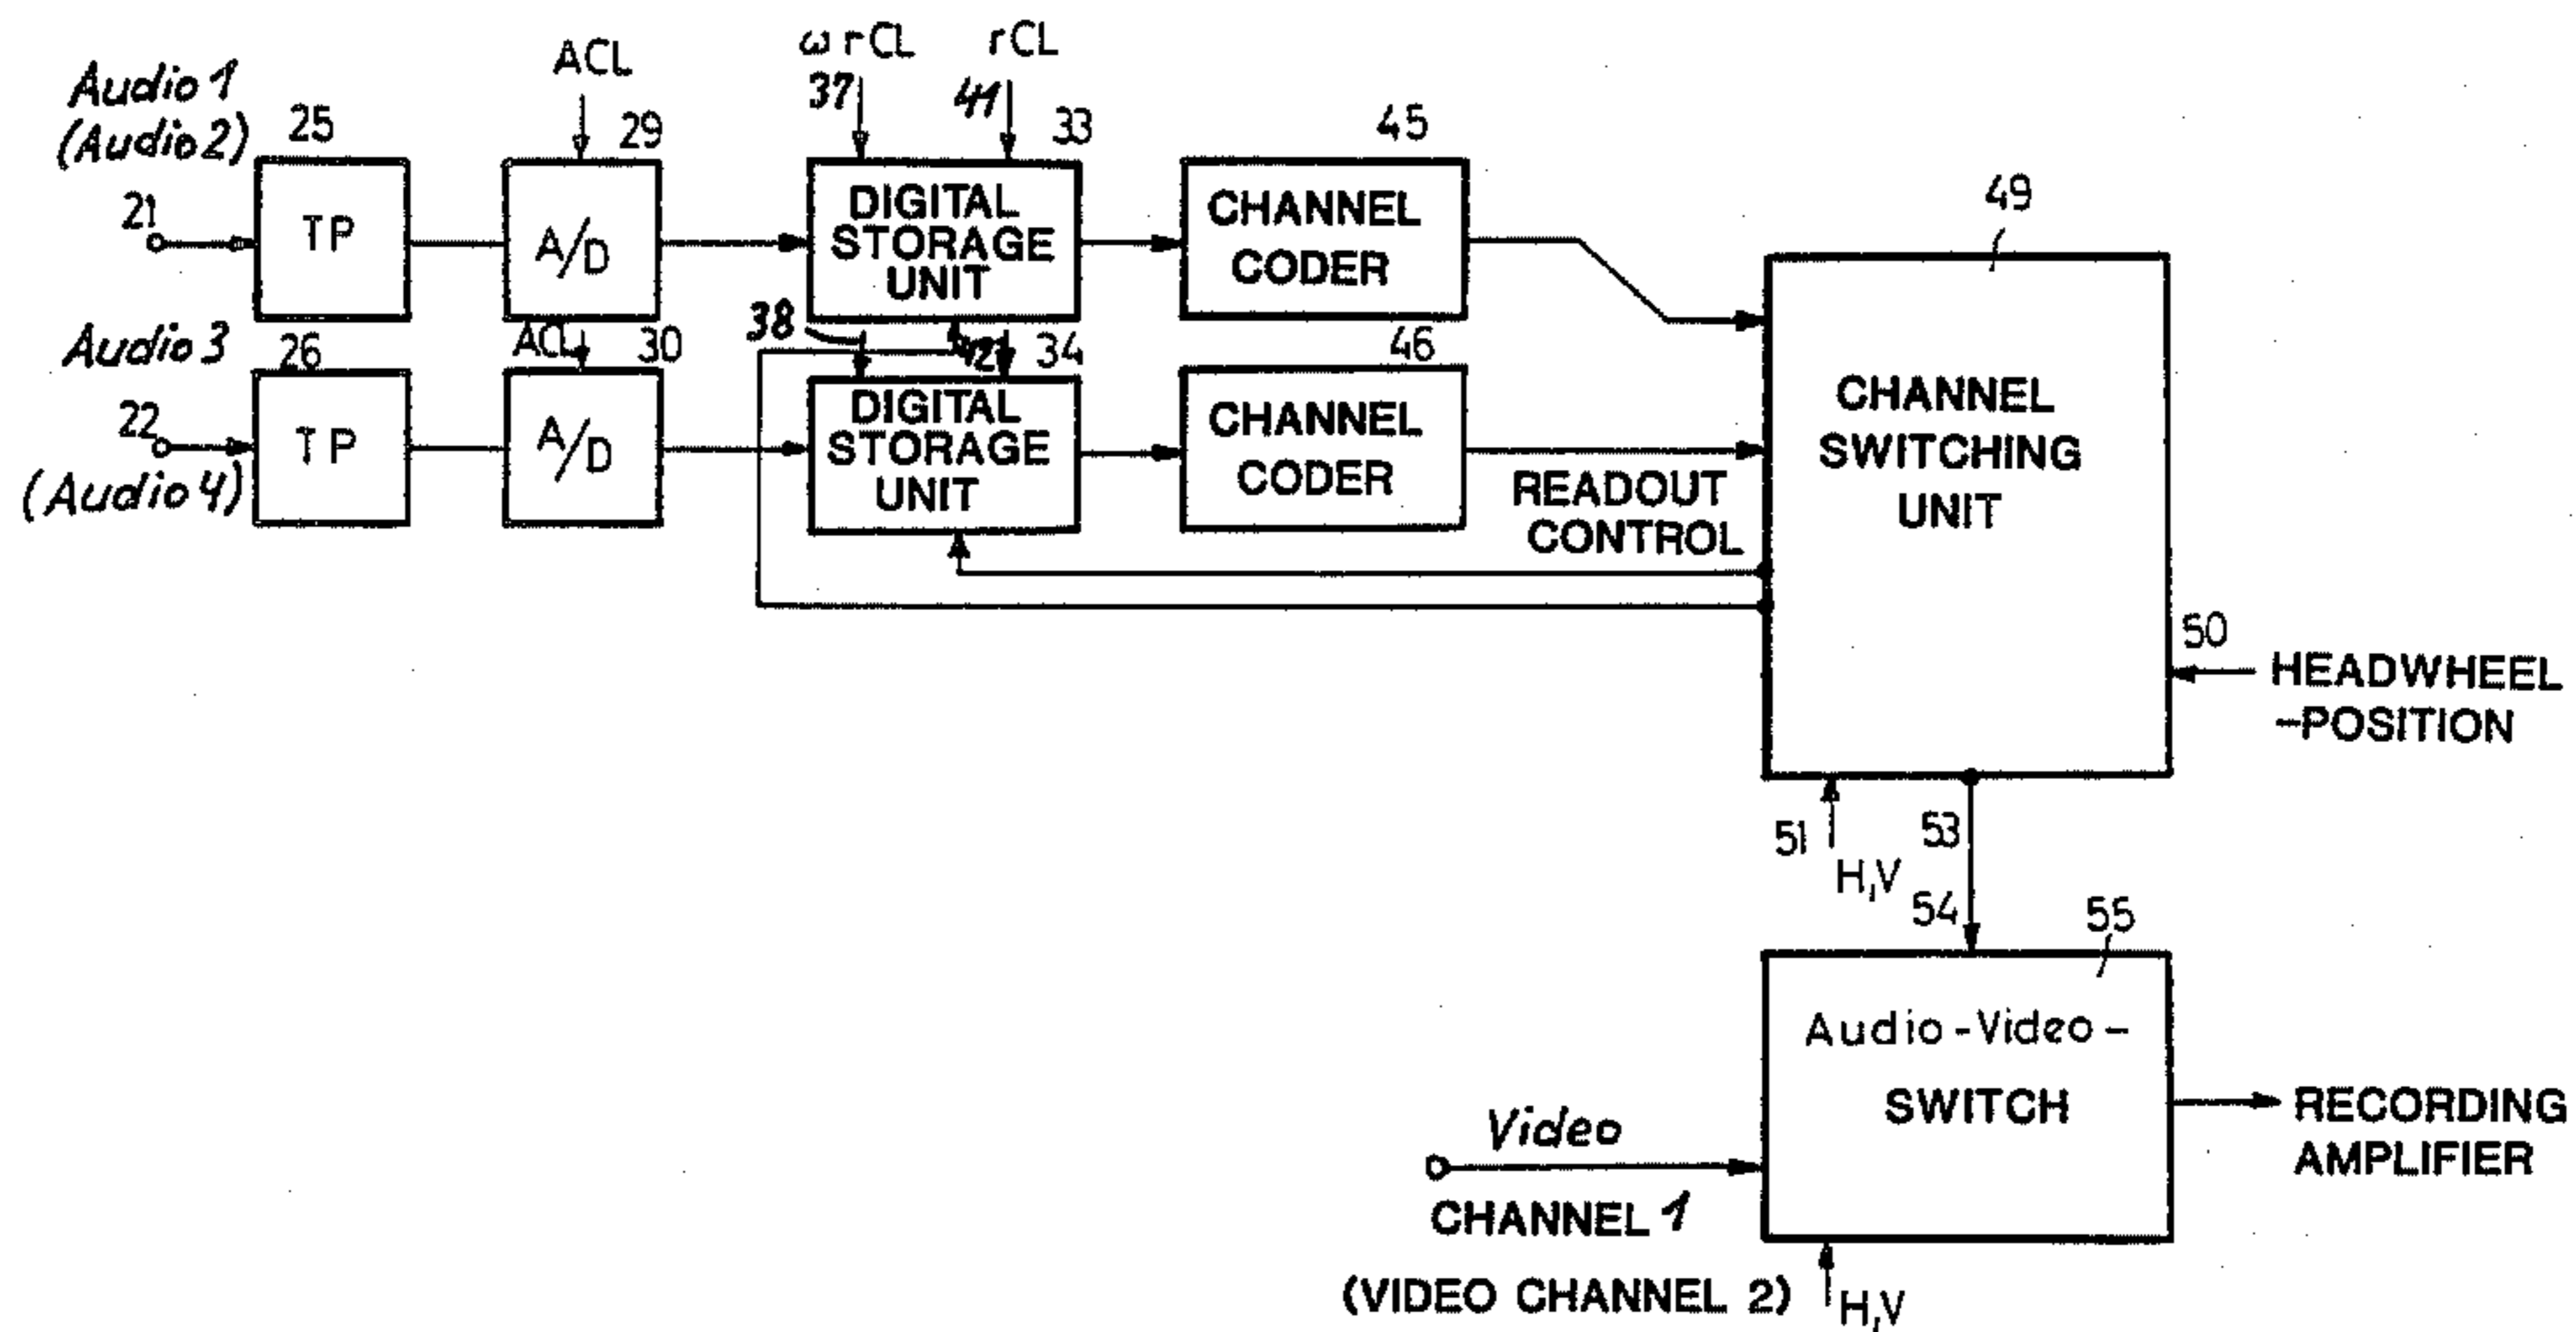 ω rCL
rCL
ACL
37
41
Audio 1
(Audio 2)
25
29
33
45
49
21
TP
A/D
DIGITAL
STORAGE
UNIT
CHANNEL
CODER
38
42
Audio 3
26
ACL
30
34
46
22
(Audio 4)
TP
A/D
DIGITAL
STORAGE
UNIT
CHANNEL
CODER
READOUT
CONTROL
CHANNEL
SWITCHING
UNIT
50
HEADWHEEL
-POSITION
51
H,V
53
54
55
Audio-Video-
SWITCH
Video
CHANNEL 1
(VIDEO CHANNEL 2)
H,V
RECORDING
AMPLIFIER